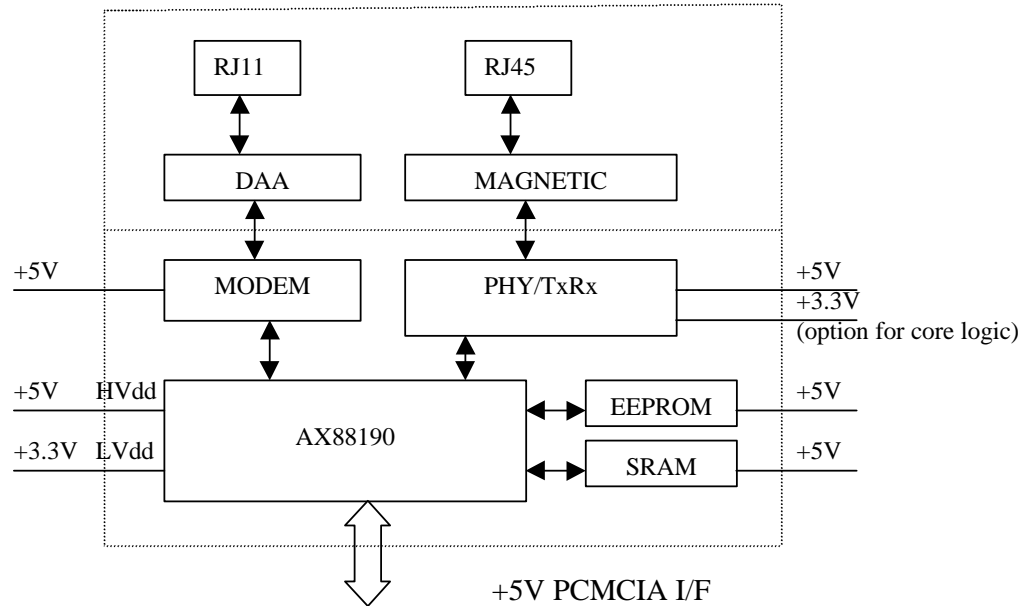 RJ11
RJ45
DAA
MAGNETIC
+5V
MODEM
PHY/TxRx
+5V
+3.3V
(option for core logic)
+5V HVdd
AX88190
EEPROM
+5V
+3.3V LVdd
SRAM
+5V
+5V PCMCIA I/F